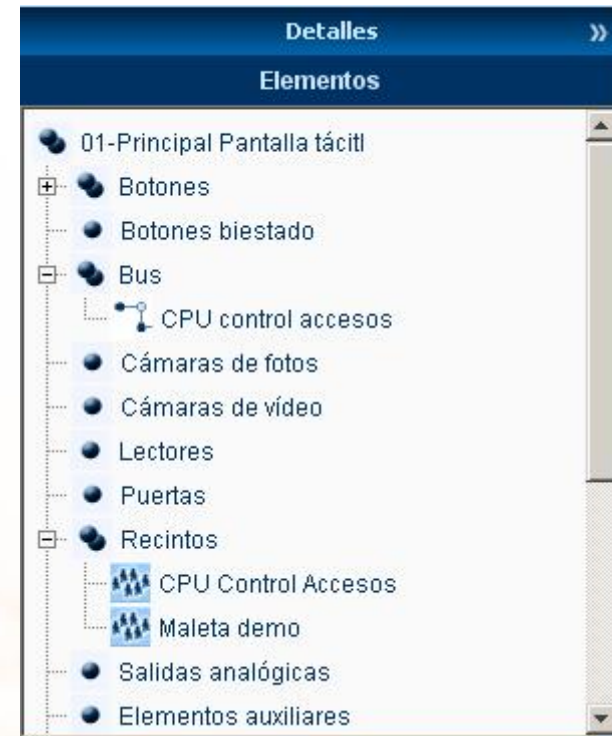 Detalles »
Elementos
01-Principal Pantalla tácitl
Botones
Botones biestado
Bus
CPU control accesos
Cámaras de fotos
Cámaras de vídeo
Lectores
Puertas
Recintos
CPU Control Accesos
Maleta demo
Salidas analógicas
Elementos auxiliares